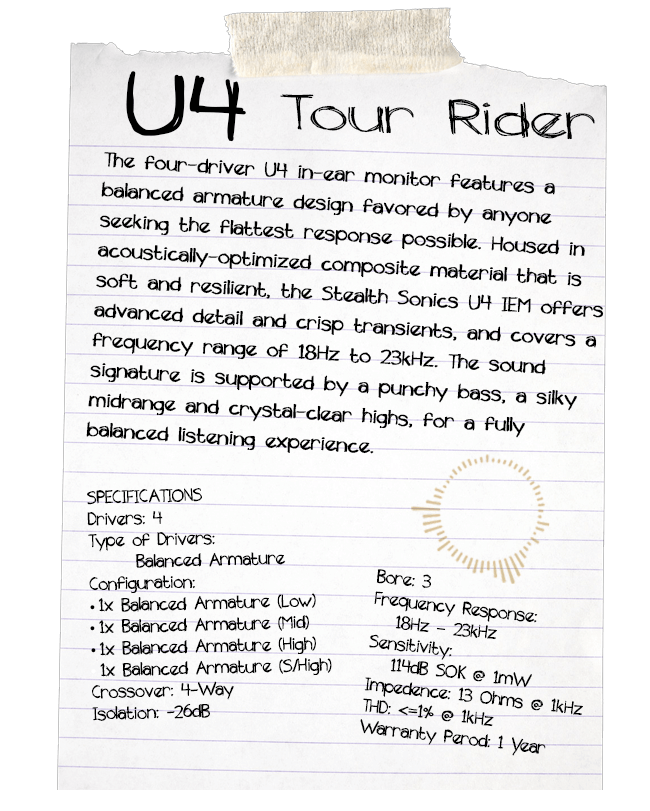 U4 Tour Rider
The four-driver U4 in-ear monitor features a
balanced armature design favored by anyone
seeking the flattest response possible. Housed in
acoustically-optimized composite material that is
soft and resilient, the Stealth Sonics U4 IEM offers
advanced detail and crisp transients, and covers a
frequency range of 18Hz to 23kHz. The sound
signature is supported by a punchy bass, a silky
midrange and crystal-clear highs, for a fully
balanced listening experience.
SPECIFICATIONS
Drivers: 4
Type of Drivers:
Balanced Armature
Configuration:
• 1x Balanced Armature (Low)
• 1x Balanced Armature (Mid)
• 1x Balanced Armature (High)
1x Balanced Armature (S/High)
Crossover: 4-Way
Isolation: -26dB
Bore: 3
Frequency Response:
18Hz - 23kHz
Sensitivity:
114dB SOK @ 1mW
Impedence: 13 Ohms @ 1kHz
THD: <=1% @ 1kHz
Warranty Perod: 1 Year